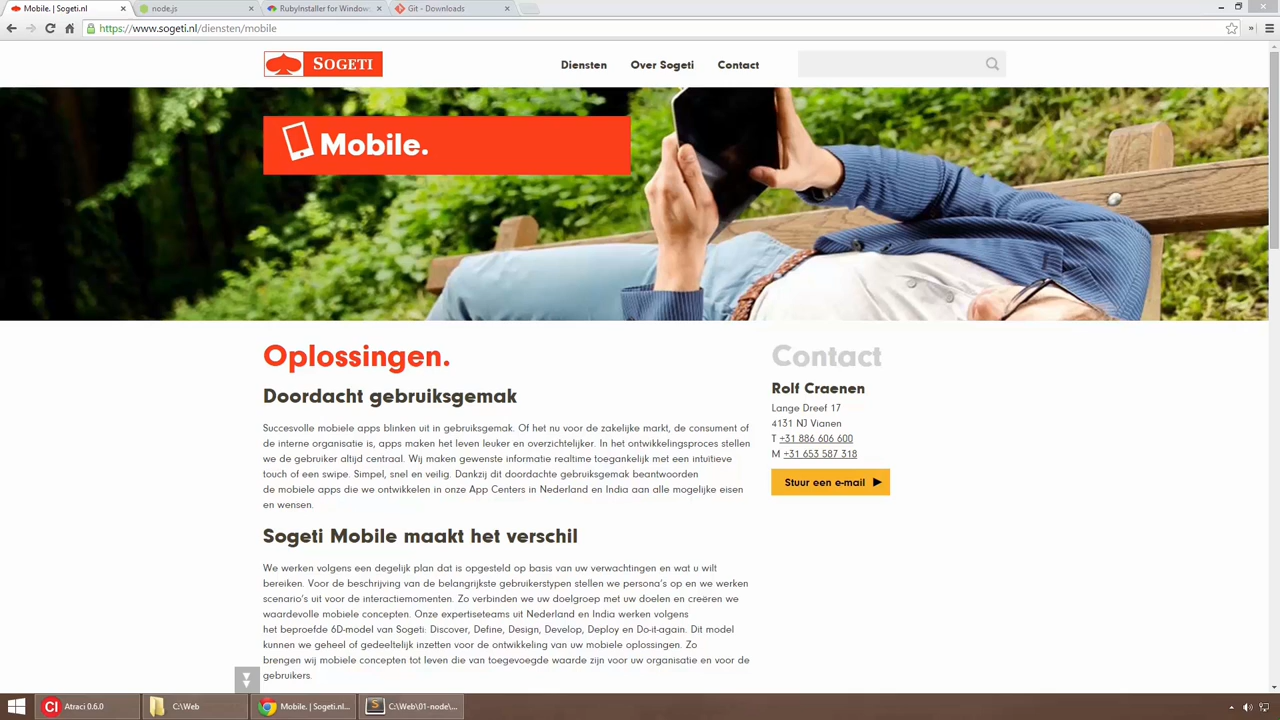 Mobile. | Sogeti.nl
node.js
RubyInstaller for Window
Git - Downloads
https://www.sogeti.nl/diensten/mobile
SOGETI
Diensten
Over Sogeti
Contact
Mobile.
Oplossingen.
Doordacht gebruiksgemak
Succesvolle mobiele apps blinken uit in gebruiksgemak. Of het nu voor de zakelijke markt, de consument of
de interne organisatie is, apps maken het leven leuker en overzichtelijker. In het ontwikkelingsproces stellen
we de gebruiker altijd centraal. Wij maken gewenste informatie realtime toegankelijk met een intuïtieve
touch of een swipe. Simpel, snel en veilig. Dankzij dit doordachte gebruiksgemak beantwoorden
de mobiele apps die we ontwikkelen in onze App Centers in Nederland en India aan alle mogelijke eisen
en wensen.
Sogeti Mobile maakt het verschil
We werken volgens een degelijk plan dat is opgesteld op basis van uw verwachtingen en wat u wilt
bereiken. Voor de beschrijving van de belangrijkste gebruikerstypen stellen we persona's op en we werken
scenario's uit voor de interactiemomenten. Zo verbinden we uw doelgroep met uw doelen en creëren we
waardevolle mobiele concepten. Onze expertiseteams uit Nederland en India werken volgens
het beproefde 6D-model van Sogeti: Discover, Define, Design, Develop, Deploy en Do-it-again. Dit model
kunnen we geheel of gedeeltelijk inzetten voor de ontwikkeling van uw mobiele oplossingen. Zo
brengen wij mobiele concepten tot leven die van toegevoegde waarde zijn voor uw organisatie en voor de
gebruikers.
Contact
Rolf Craenen
Lange Dreef 17
4131 NJ Vianen
T +31 886 606 600
M +31 653 587 318
Stuur een e-mail
CI
Atraci 0.6.0
C:\Web
Mobile. | Sogeti.nl...
C:\Web\01-node\...